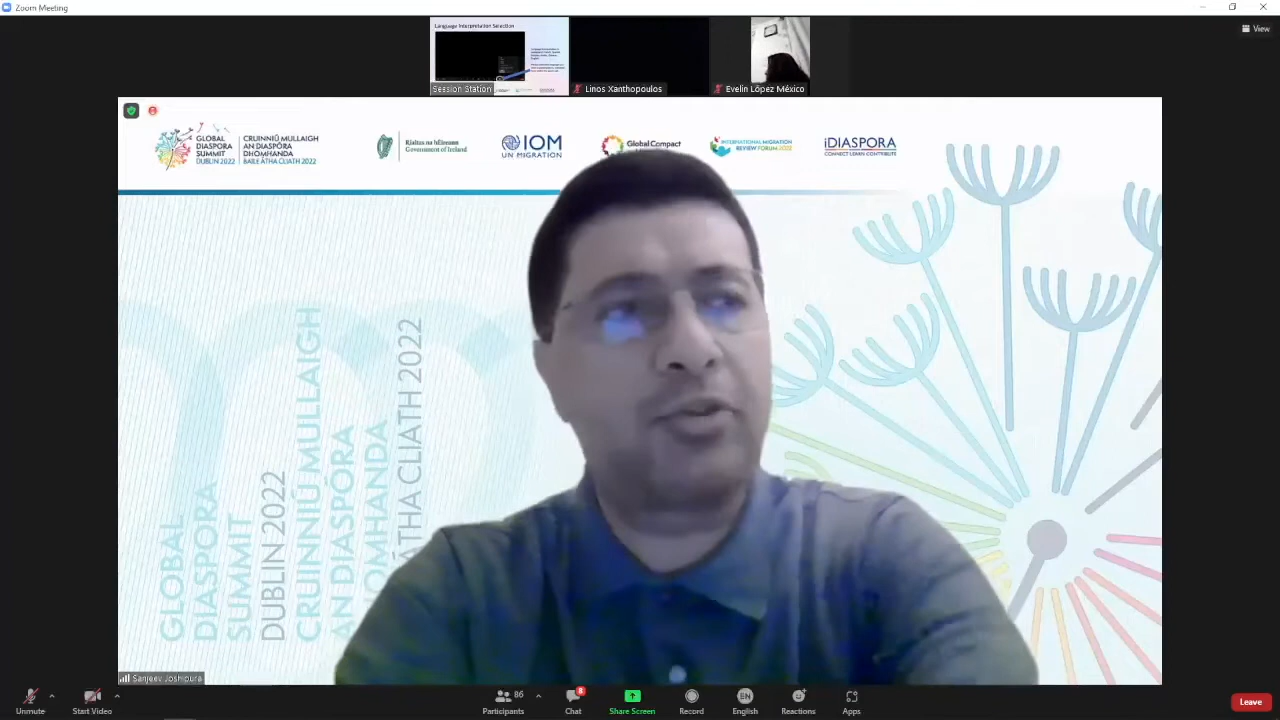 Zoom Meeting
View
Language Interpretation Selection
Session Station
Linos Xanthopoulos
Evelin López México
GLOBAL
DIASPORA
SUMMIT
DUBLIN 2022
CRUINNIÚ MULLAIGH
AN DIASPÓRA
DHOMHANDA
BAILE ÁTHA CLIATH 2022
Rialtas na hÉireann
Government of Ireland
IOM
UN MIGRATION
Global Compact
INTERNATIONAL MIGRATION
REVIEW FORUM 2022
iDIASPORA
CONNECT LEARN CONTRIBUTE
GLOBAL
DIASPORA
SUMMIT
DUBLIN 2022
CRUINNIÚ MULLAIGH
AN DIASPÓRA
OMHANDA
ÁTHA CLIATH 2022
Sanjeev Joshipura
Unmute
Start Video
86
Participants
8
Chat
Share Screen
Record
EN
English
Reactions
Apps
Leave